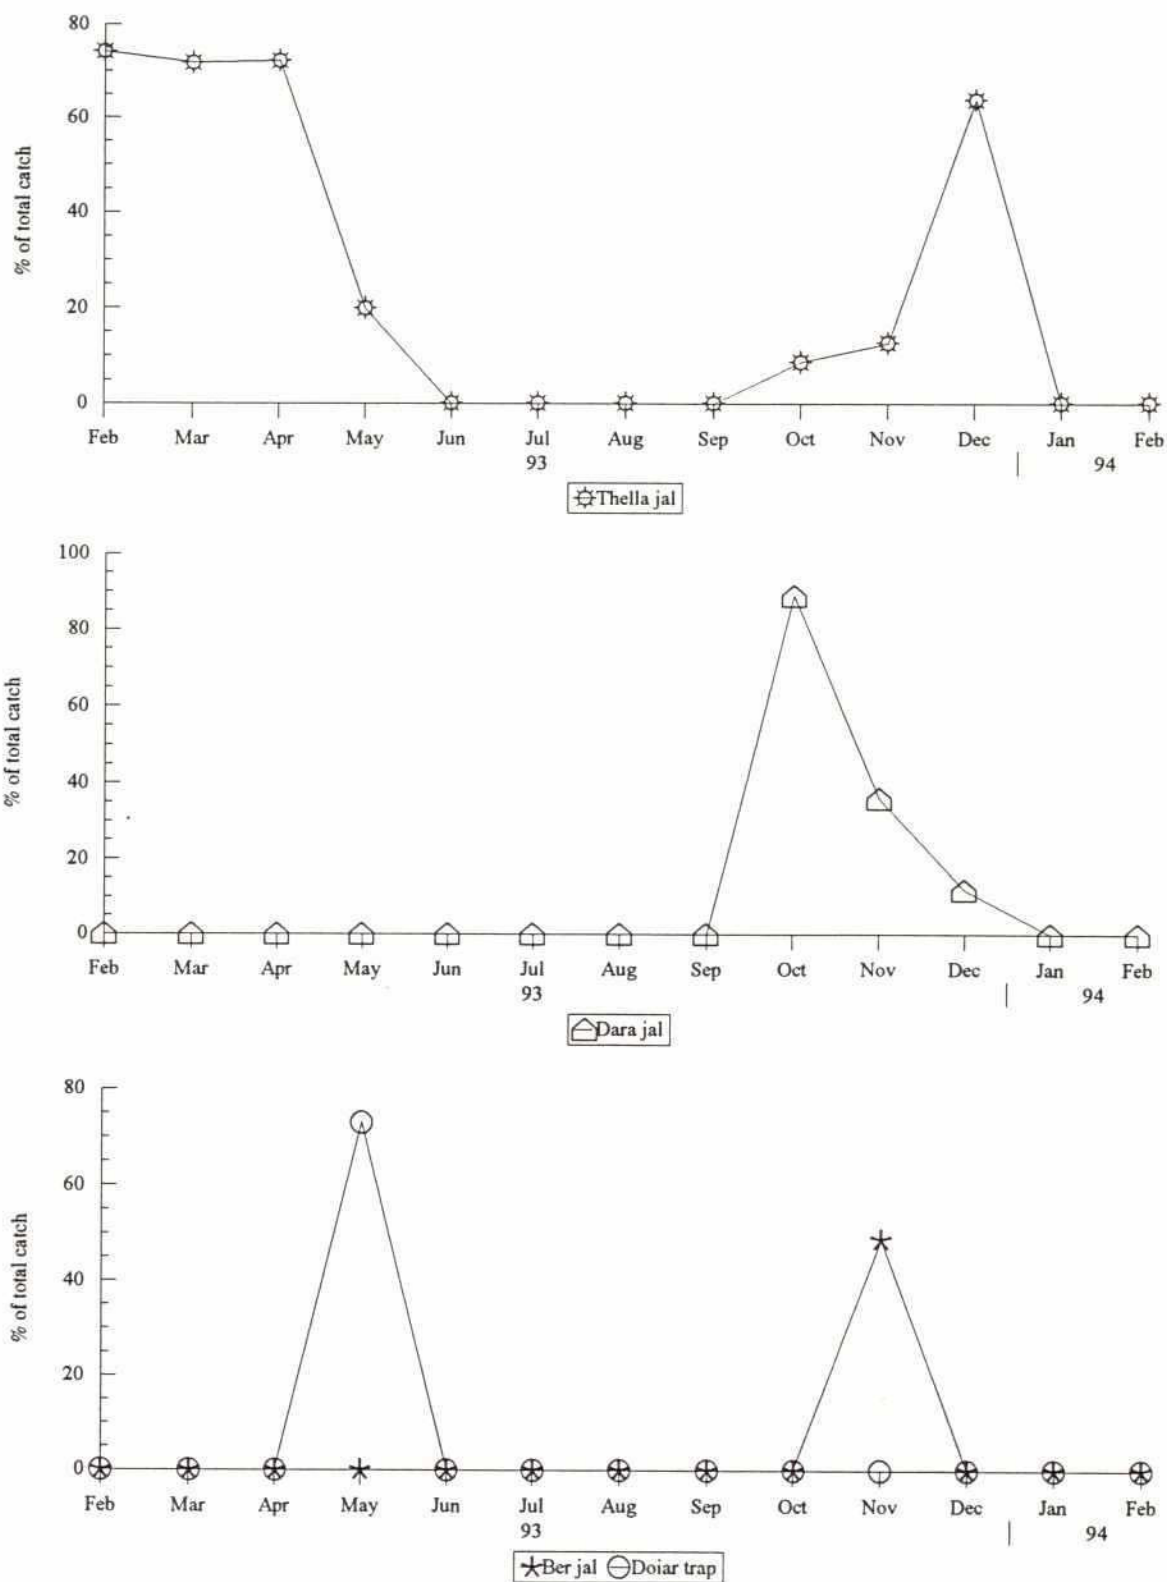 80
60
40
20
0
% of total catch
Feb Mar Apr May Jun Jul Aug Sep Oct Nov Dec Jan Feb
93 | 94
Thella jal
100
80
60
40
20
0
% of total catch
Feb Mar Apr May Jun Jul Aug Sep Oct Nov Dec Jan Feb
93 | 94
Dara jal
80
60
40
20
0
% of total catch
Feb Mar Apr May Jun Jul Aug Sep Oct Nov Dec Jan Feb
93 | 94
Ber jal Doiar trap